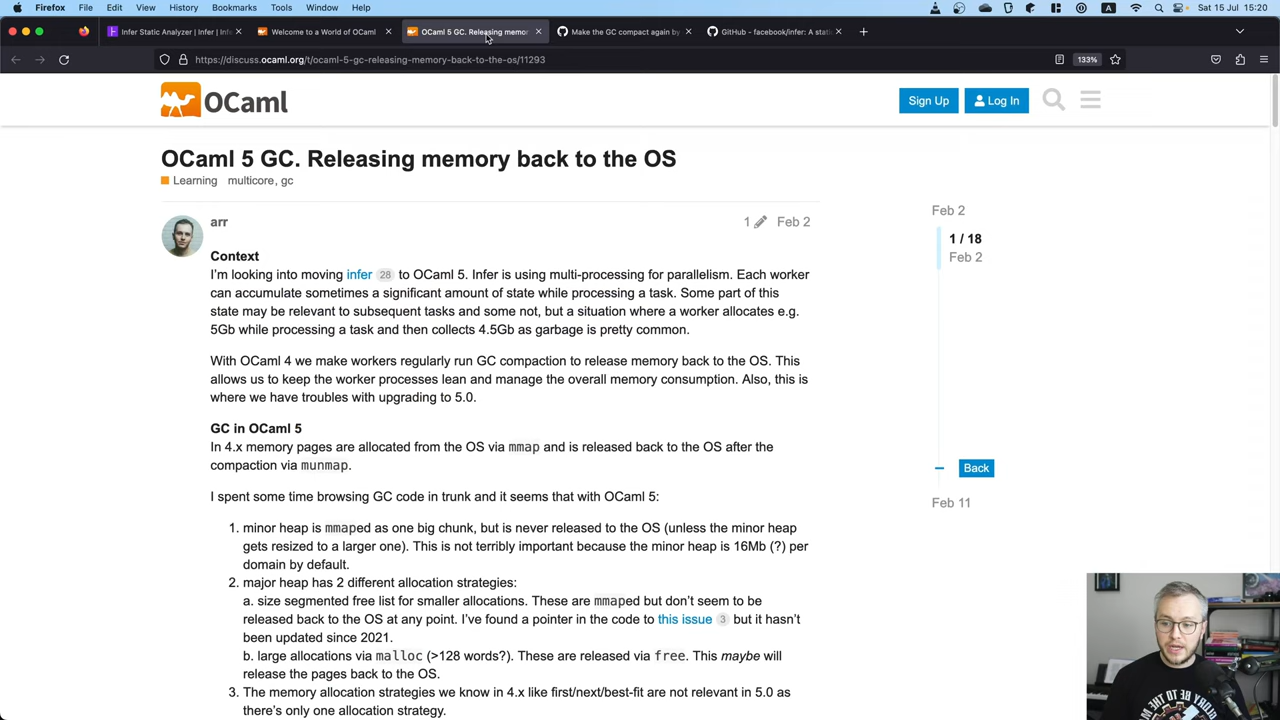 Firefox File Edit View History Bookmarks Tools Window Help
A
Sat 15 Jul 15:20
Infer Static Analyzer | Infer | Infer
Welcome to a World of OCaml
OCaml 5 GC. Releasing memor
Make the GC compact again by
GitHub - facebook/infer: A stati
https://discuss.ocaml.org/t/ocaml-5-gc-releasing-memory-back-to-the-os/11293
133%
OCaml
Sign Up
Log In
OCaml 5 GC. Releasing memory back to the OS
Learning multicore, gc
arr
1 Feb 2
Context
I'm looking into moving infer 28 to OCaml 5. Infer is using multi-processing for parallelism. Each worker
can accumulate sometimes a significant amount of state while processing a task. Some part of this
state may be relevant to subsequent tasks and some not, but a situation where a worker allocates e.g.
5Gb while processing a task and then collects 4.5Gb as garbage is pretty common.
With OCaml 4 we make workers regularly run GC compaction to release memory back to the OS. This
allows us to keep the worker processes lean and manage the overall memory consumption. Also, this is
where we have troubles with upgrading to 5.0.
GC in OCaml 5
In 4.x memory pages are allocated from the OS via mmap and is released back to the OS after the
compaction via munmap.
I spent some time browsing GC code in trunk and it seems that with OCaml 5:
1. minor heap is mmaped as one big chunk, but is never released to the OS (unless the minor heap
gets resized to a larger one). This is not terribly important because the minor heap is 16Mb (?) per
domain by default.
2. major heap has 2 different allocation strategies:
a. size segmented free list for smaller allocations. These are mmaped but don't seem to be
released back to the OS at any point. I've found a pointer in the code to this issue 3 but it hasn't
been updated since 2021.
b. large allocations via malloc (>128 words?). These are released via free. This maybe will
release the pages back to the OS.
3. The memory allocation strategies we know in 4.x like first/next/best-fit are not relevant in 5.0 as
there's only one allocation strategy.
Feb 2
1 / 18
Feb 2
Back
Feb 11